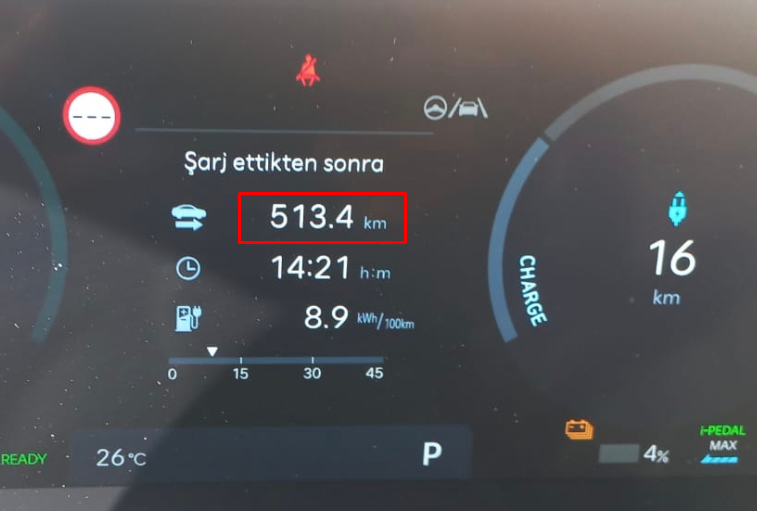 ---
Şarj ettikten sonra
513.4 km
14:21 h:m
8.9 kWh/100km
0 15 30 45
CHARGE
16
km
READY
26°C
P
4%
i-PEDAL
MAX